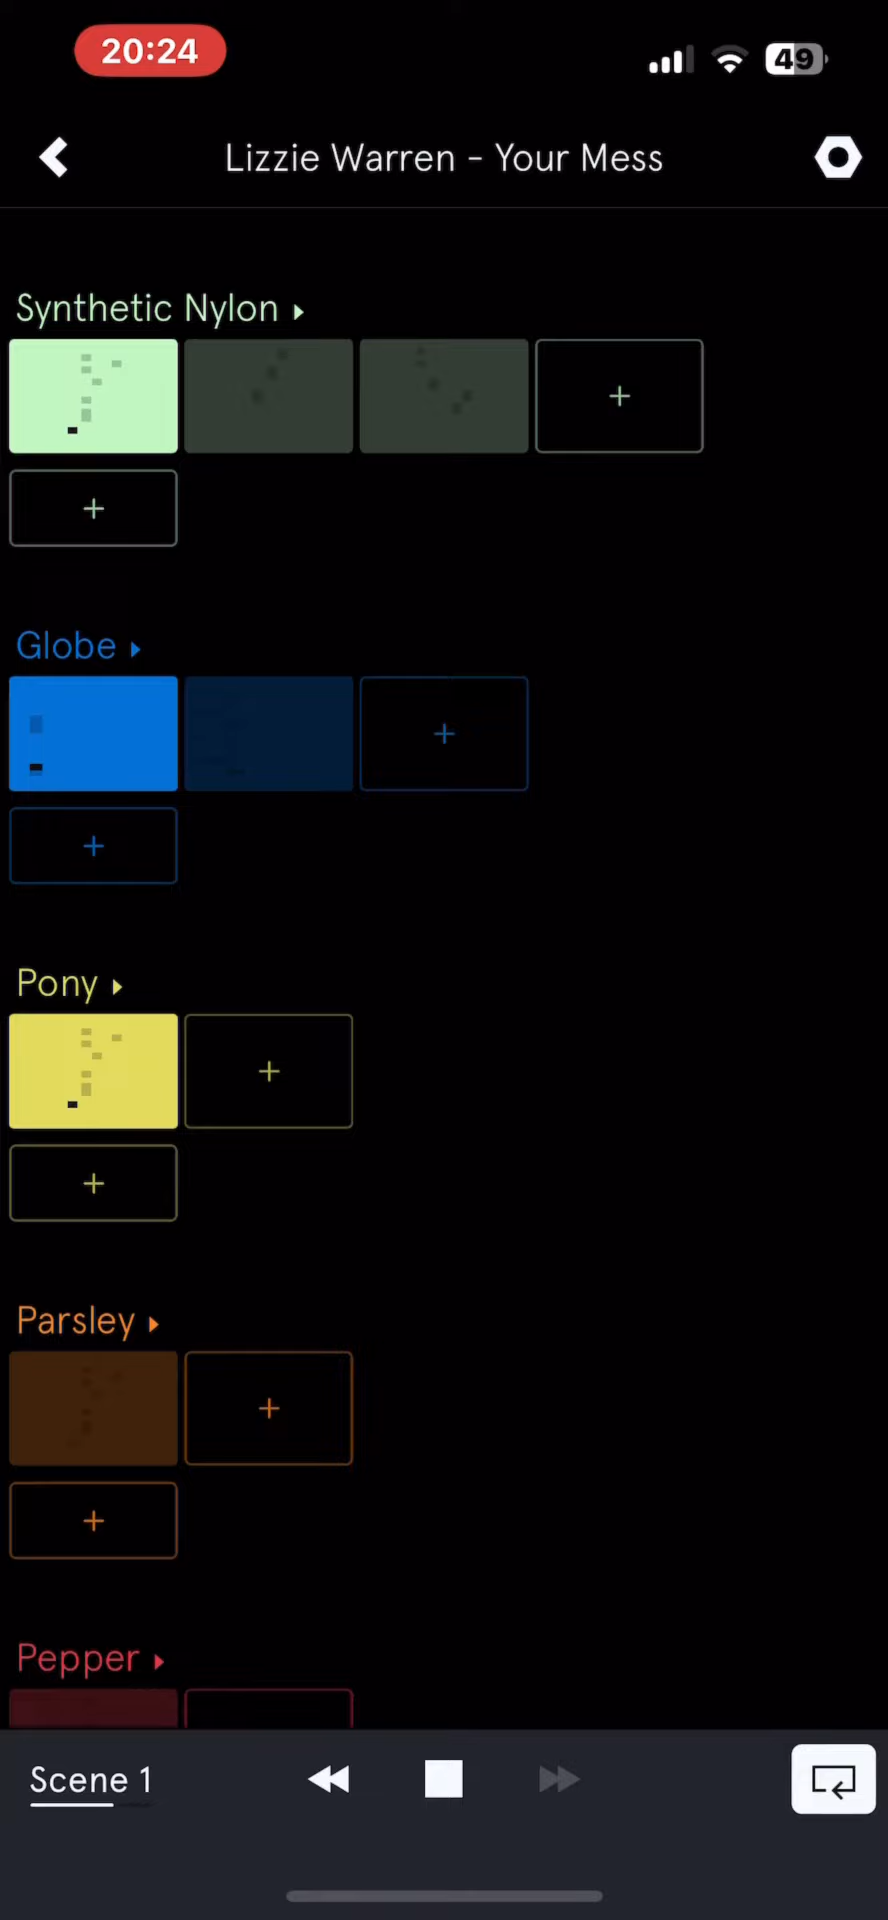 20:24
49
Lizzie Warren - Your Mess
Synthetic Nylon
+
+
Globe
+
+
Pony
+
+
Parsley
+
+
Pepper
Scene 1